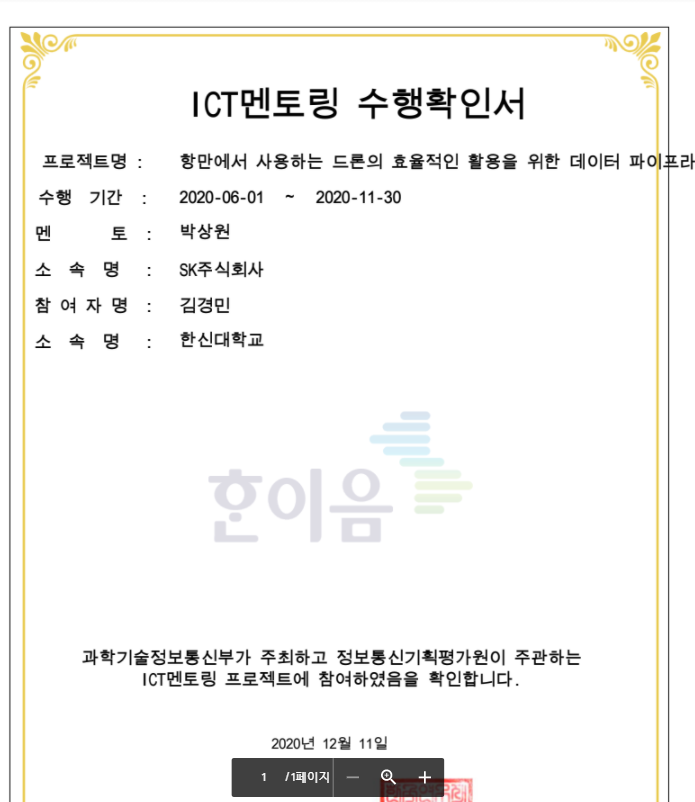 ICT멘토링 수행확인서
프로젝트명 : 항만에서 사용하는 드론의 효율적인 활용을 위한 데이터 파이프라
수행 기간 : 2020-06-01 ~ 2020-11-30
멘 토 : 박상원
소 속 명 : SK주식회사
참 여 자 명 : 김경민
소 속 명 : 한신대학교
한이음
과학기술정보통신부가 주최하고 정보통신기획평가원이 주관하는
ICT멘토링 프로젝트에 참여하였음을 확인합니다.
2020년 12월 11일
1 /1페이지